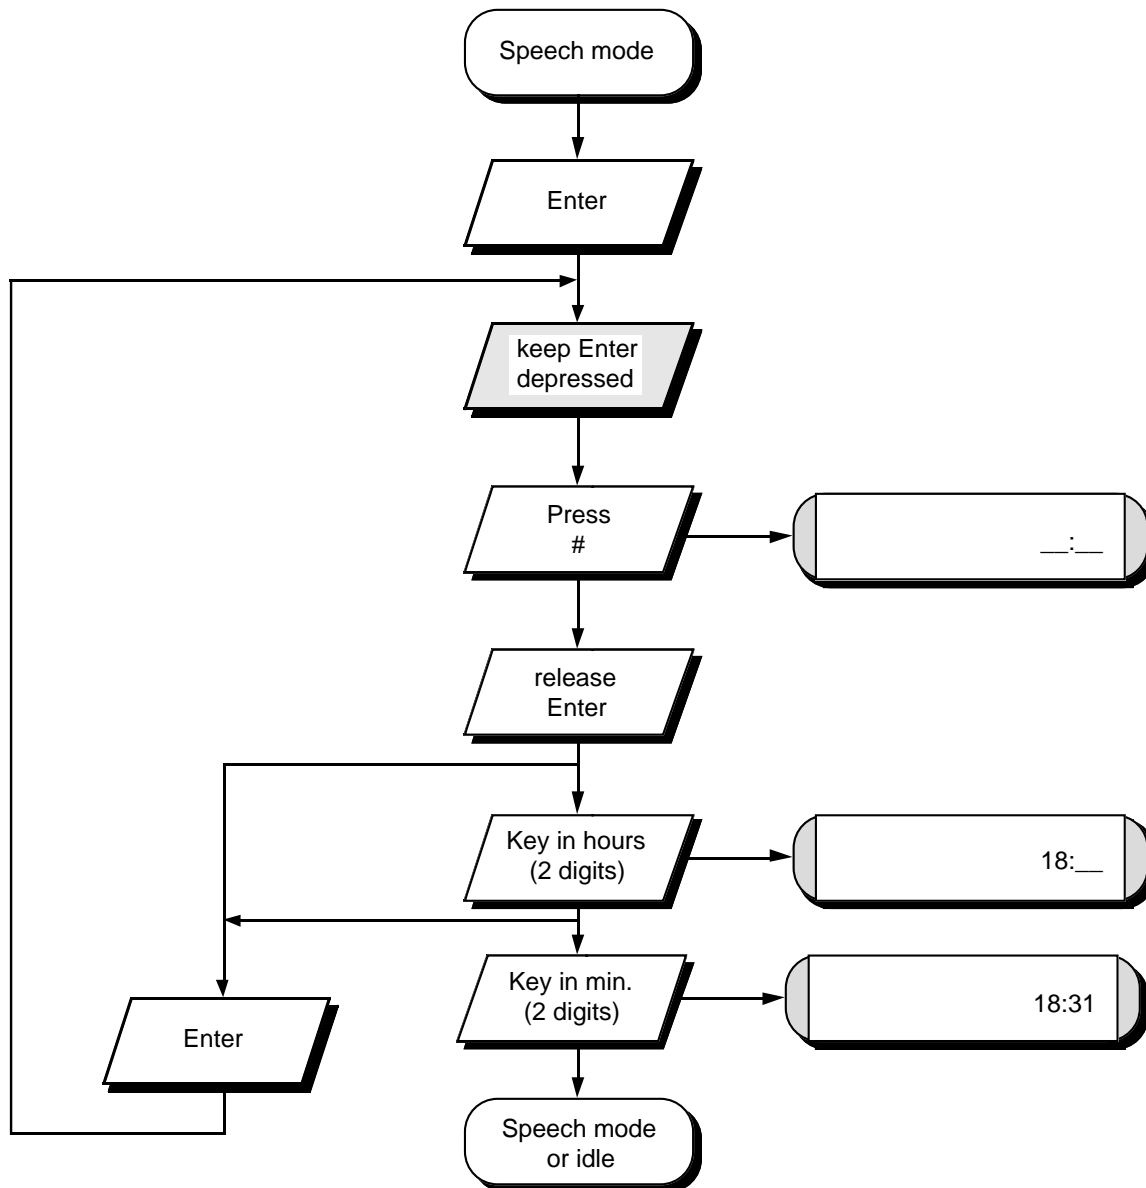 Speech mode
Enter
keep Enter
depressed
Press
#
__:__
release
Enter
Key in hours
(2 digits)
18:__
Key in min.
(2 digits)
18:31
Enter
Speech mode
or idle